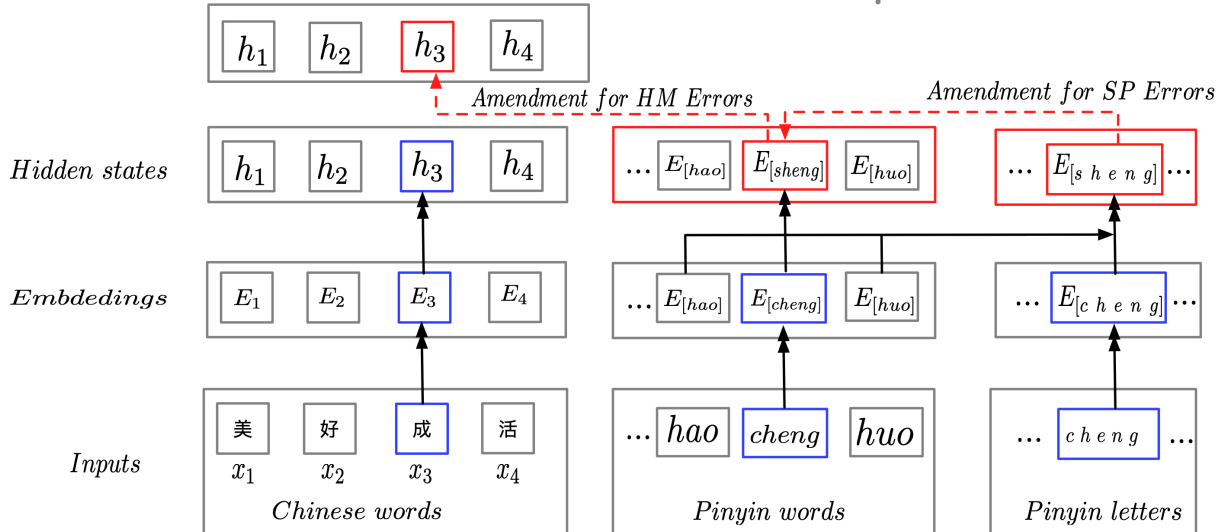 h1 h2 h3 h4
Amendment for HM Errors
Amendment for SP Errors
Hidden states h1 h2 h3 h4 ... E[hao] E[sheng] E[huo] ... E[s h e n g] ...
Embdedings E1 E2 E3 E4 ... E[hao] E[cheng] E[huo] ... E[c h e n g] ...
Inputs 美 好 成 活 ... hao cheng huo ... c h e n g ...
x1 x2 x3 x4
Chinese words Pinyin words Pinyin letters